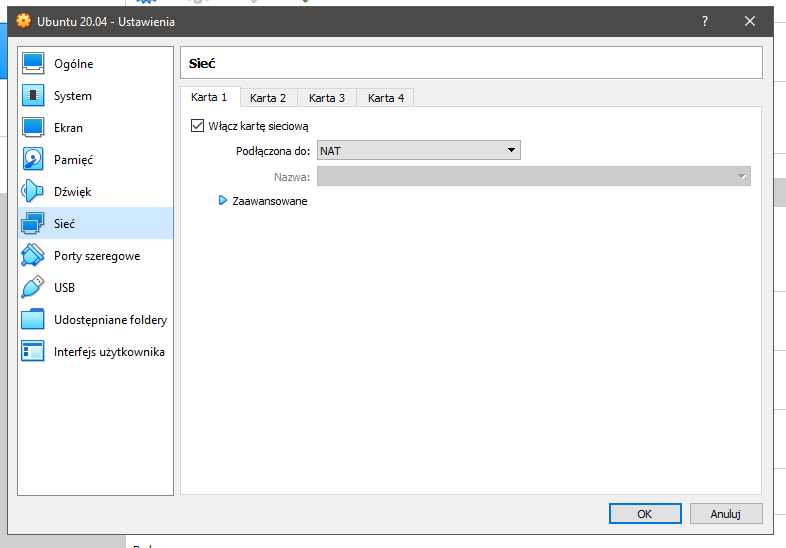 Ubuntu 20.04 - Ustawienia
?
Ogólne
System
Ekran
Pamięć
Dźwięk
Sieć
Porty szeregowe
USB
Udostępniane foldery
Interfejs użytkownika
Sieć
Karta 1 Karta 2 Karta 3 Karta 4
Włącz kartę sieciową
Podłączona do: NAT
Nazwa:
Zaawansowane
OK Anuluj